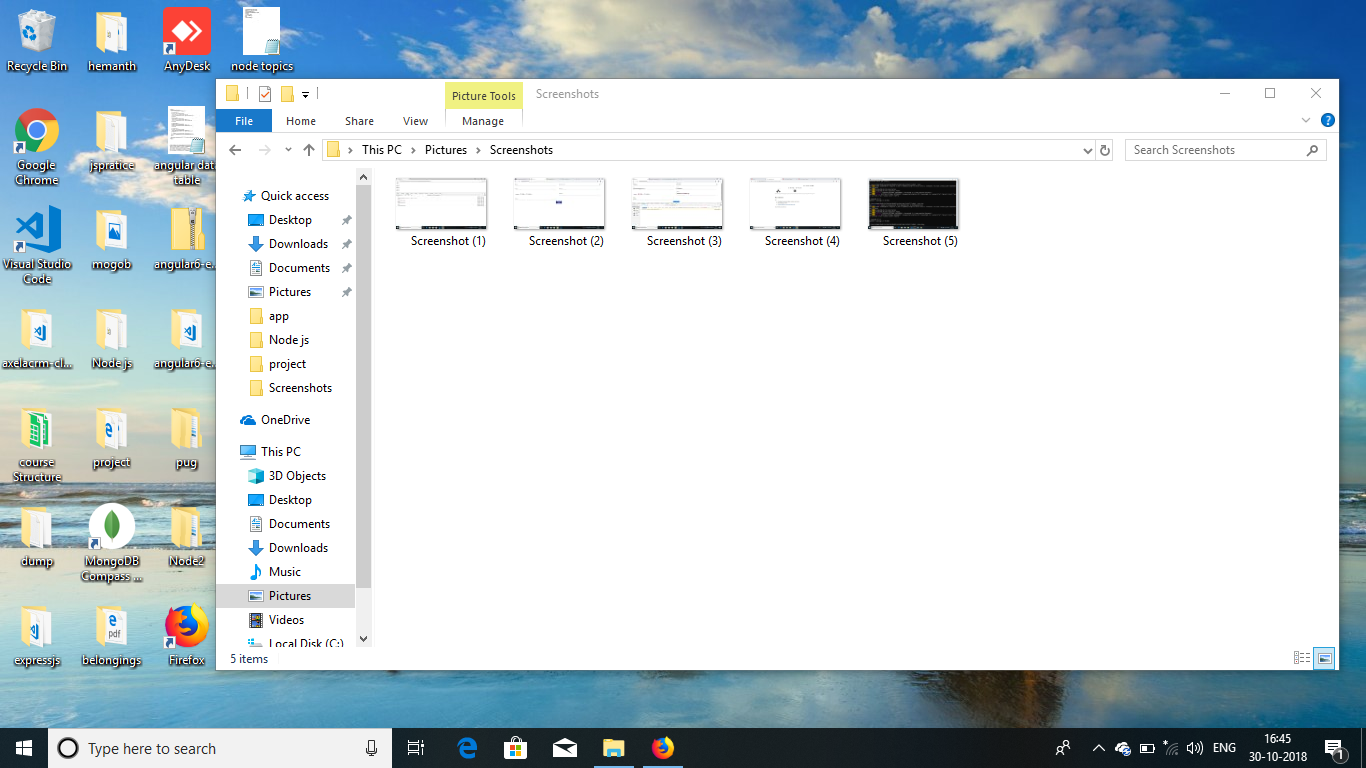 Recycle Bin
hemanth
AnyDesk
node topics
Google
Chrome
jspratice
angular dat
table
Visual Studio
Code
mogob
angular6-e...
axelacrm-cl...
Node js
angular6-e...
course
Structure
project
pug
dump
MongoDB
Compass ...
Node2
expressjs
belongings
Firefox
pdf
Picture Tools
Screenshots
File
Home
Share
View
Manage
This PC
Pictures
Screenshots
Search Screenshots
Quick access
Desktop
Downloads
Documents
Pictures
app
Node js
project
Screenshots
OneDrive
This PC
3D Objects
Desktop
Documents
Downloads
Music
Pictures
Videos
Local Disk (C:)
Screenshot (1)
Screenshot (2)
Screenshot (3)
Screenshot (4)
Screenshot (5)
5 items
Type here to search
ENG
16:45
30-10-2018
1